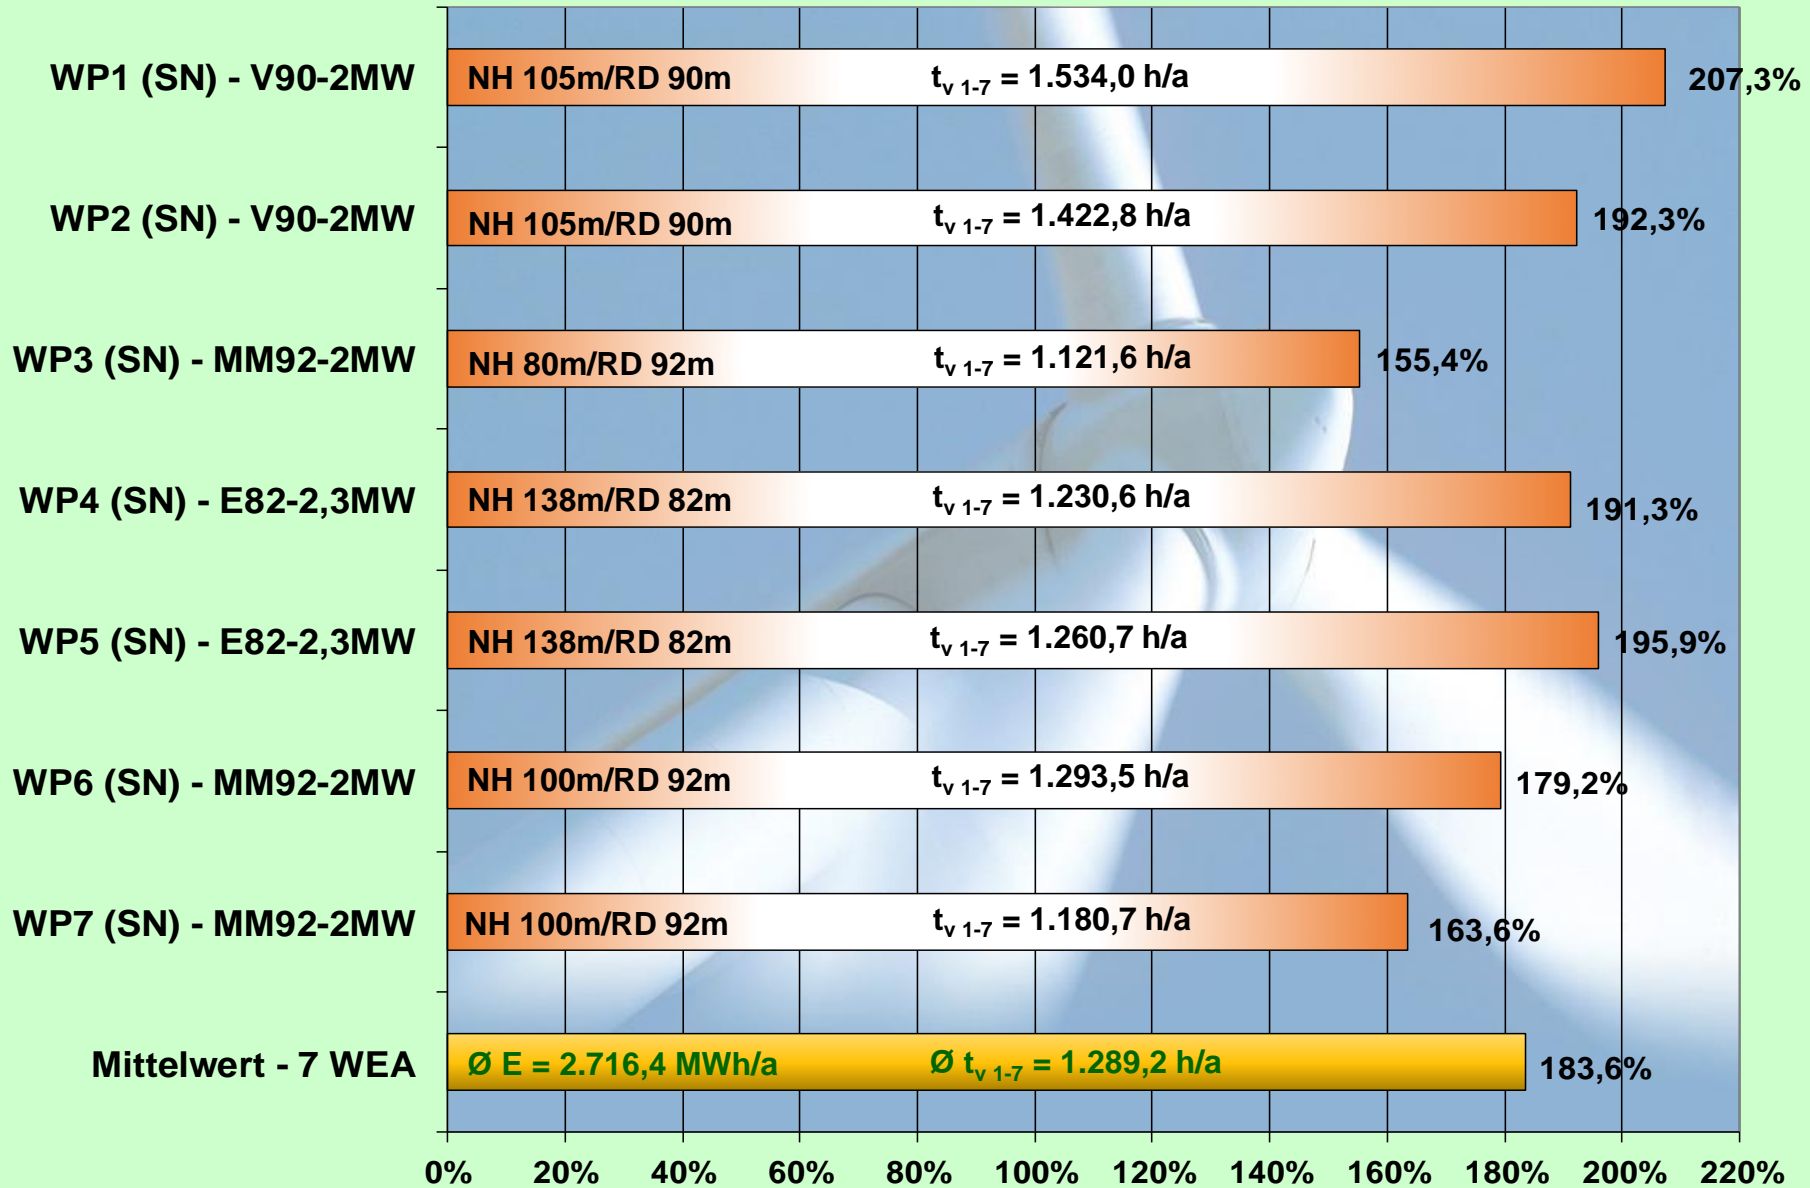 WP1 (SN) - V90-2MW NH 105m/RD 90m tv 1-7 = 1.534,0 h/a 207,3%
WP2 (SN) - V90-2MW NH 105m/RD 90m tv 1-7 = 1.422,8 h/a 192,3%
WP3 (SN) - MM92-2MW NH 80m/RD 92m tv 1-7 = 1.121,6 h/a 155,4%
WP4 (SN) - E82-2,3MW NH 138m/RD 82m tv 1-7 = 1.230,6 h/a 191,3%
WP5 (SN) - E82-2,3MW NH 138m/RD 82m tv 1-7 = 1.260,7 h/a 195,9%
WP6 (SN) - MM92-2MW NH 100m/RD 92m tv 1-7 = 1.293,5 h/a 179,2%
WP7 (SN) - MM92-2MW NH 100m/RD 92m tv 1-7 = 1.180,7 h/a 163,6%
Mittelwert - 7 WEA Ø E = 2.716,4 MWh/a Ø tv 1-7 = 1.289,2 h/a 183,6%
0% 20% 40% 60% 80% 100% 120% 140% 160% 180% 200% 220%